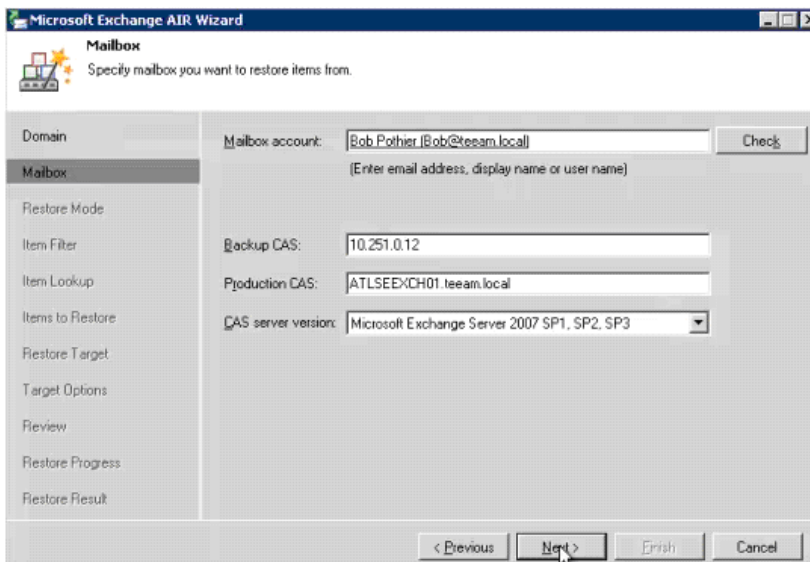 Microsoft Exchange AIR Wizard
Mailbox
Specify mailbox you want to restore items from.
Domain
Mailbox
Restore Mode
Item Filter
Item Lookup
Items to Restore
Restore Target
Target Options
Review
Restore Progress
Restore Result
Mailbox account: Bob Pothier (Bob@teeam.local) Check
(Enter email address, display name or user name)
Backup CAS: 10.251.0.12
Production CAS: ATLSEEXCH01.teeam.local
CAS server version: Microsoft Exchange Server 2007 SP1, SP2, SP3
< Previous Next > Finish Cancel